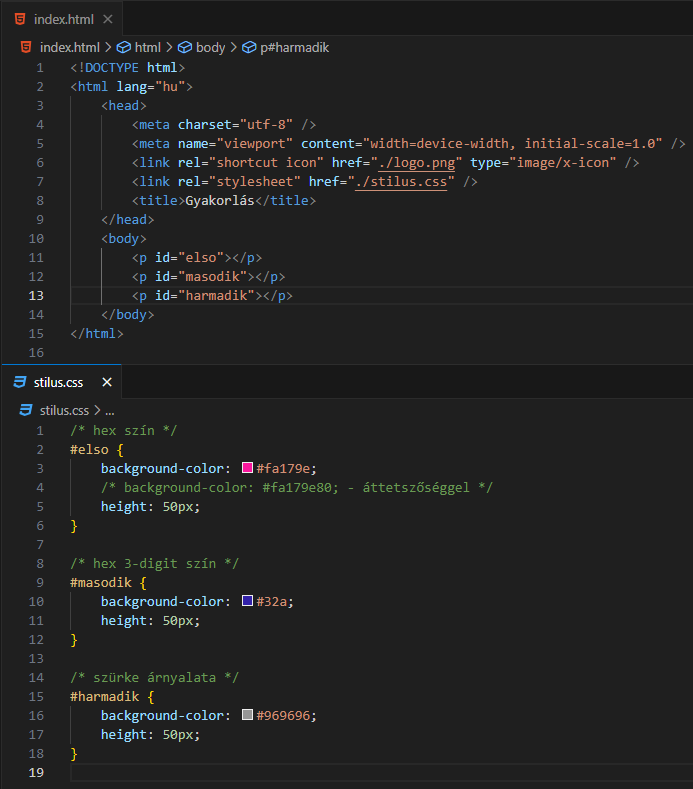 index.html
index.html > html > body > p#harmadik
1 <!DOCTYPE html>
2 <html lang="hu">
3 <head>
4 <meta charset="utf-8" />
5 <meta name="viewport" content="width=device-width, initial-scale=1.0" />
6 <link rel="shortcut icon" href="./logo.png" type="image/x-icon" />
7 <link rel="stylesheet" href="./stilus.css" />
8 <title>Gyakorlás</title>
9 </head>
10 <body>
11 <p id="elso"></p>
12 <p id="masodik"></p>
13 <p id="harmadik"></p>
14 </body>
15 </html>
16
stilus.css
stilus.css > ...
1 /* hex szín */
2 #elso {
3 background-color: #fa179e;
4 /* background-color: #fa179e80; - áttetszőséggel */
5 height: 50px;
6 }
7
8 /* hex 3-digit szín */
9 #masodik {
10 background-color: #32a;
11 height: 50px;
12 }
13
14 /* szürke árnyalata */
15 #harmadik {
16 background-color: #969696;
17 height: 50px;
18 }
19